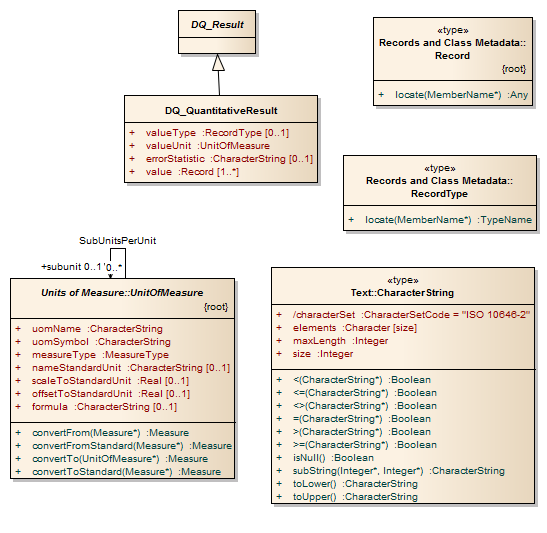 DQ_Result
DQ_QuantitativeResult
+ valueType :RecordType [0..1]
+ valueUnit :UnitOfMeasure
+ errorStatistic :CharacterString [0..1]
+ value :Record [1..*]
«type»
Records and Class Metadata::
Record
{root}
+ locate(MemberName*) :Any
«type»
Records and Class Metadata::
RecordType
+ locate(MemberName*) :TypeName
SubUnitsPerUnit
+subunit 0..1 0..*
Units of Measure::UnitOfMeasure
{root}
+ uomName :CharacterString
+ uomSymbol :CharacterString
+ measureType :MeasureType
+ nameStandardUnit :CharacterString [0..1]
+ scaleToStandardUnit :Real [0..1]
+ offsetToStandardUnit :Real [0..1]
+ formula :CharacterString [0..1]
+ convertFrom(Measure*) :Measure
+ convertFromStandard(Measure*) :Measure
+ convertTo(UnitOfMeasure*) :Measure
+ convertToStandard(Measure*) :Measure
«type»
Text::CharacterString
+ /characterSet :CharacterSetCode = "ISO 10646-2"
+ elements :Character [size]
+ maxLength :Integer
+ size :Integer
+ <(CharacterString*) :Boolean
+ <=(CharacterString*) :Boolean
+ <>(CharacterString*) :Boolean
+ =(CharacterString*) :Boolean
+ >(CharacterString*) :Boolean
+ >=(CharacterString*) :Boolean
+ isNull() :Boolean
+ subString(Integer*, Integer*) :CharacterString
+ toLower() :CharacterString
+ toUpper() :CharacterString